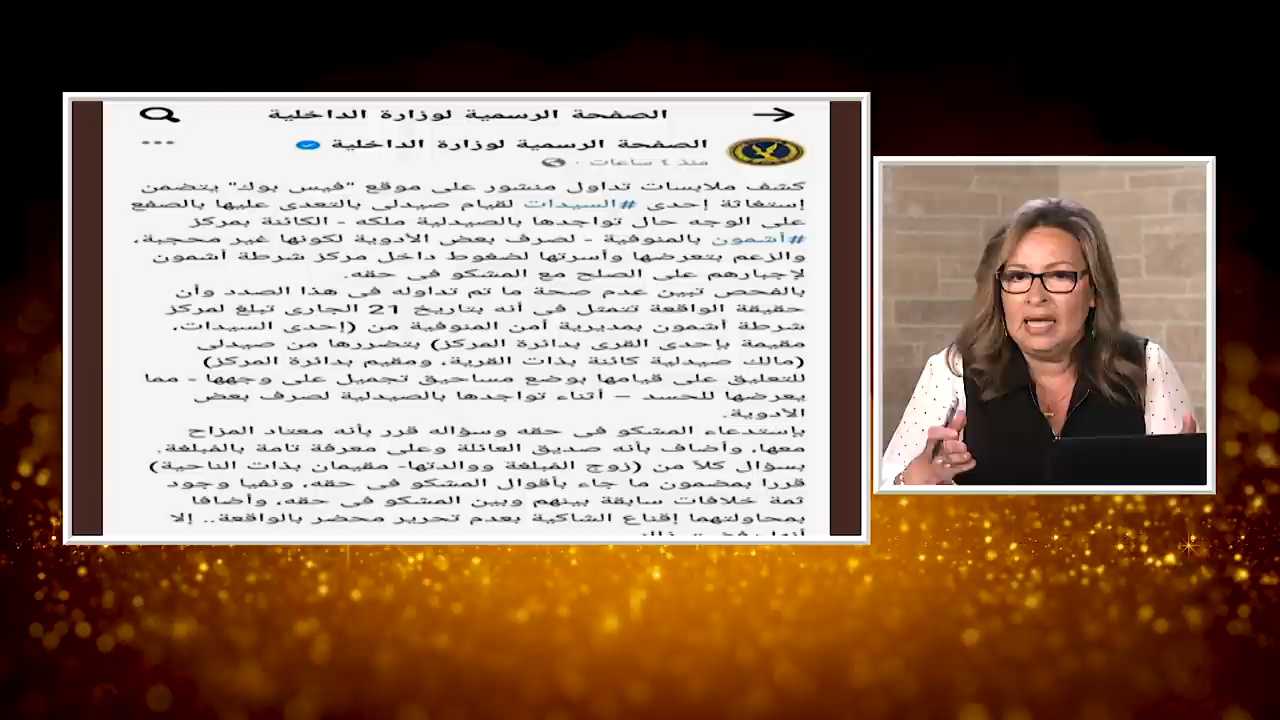 الصفحة الرسمية لوزارة الداخلية
الصفحة الرسمية لوزارة الداخلية
منذ ٤ ساعات
كشف ملابسات تداول منشور على موقع "فيس بوك" يتضمن
إستغاثة إحدى #السيدات لقيام صيدلى بالتعدى عليها بالصفع
على الوجه حال تواجدها بالصيدلية ملكه - الكائنة بمركز
#أشمون بالمنوفية - لصرف بعض الأدوية لكونها غير محجبة،
والزعم بتعرضها وأسرتها لضغوط داخل مركز شرطة أشمون
لإجبارهم على الصلح مع المشكو فى حقه.
بالفحص تبين عدم صحة ما تم تداوله فى هذا الصدد وأن
حقيقة الواقعة تتمثل فى أنه بتاريخ 21 الجارى تبلغ لمركز
شرطة أشمون بمديرية أمن المنوفية من (إحدى السيدات،
مقيمة بإحدى القرى بدائرة المركز) بتضررها من صيدلى
(مالك صيدلية كائنة بذات القرية، ومقيم بدائرة المركز)
للتعليق على قيامها بوضع مساحيق تجميل على وجهها - مما
يعرضها للحسد – أثناء تواجدها بالصيدلية لصرف بعض
الأدوية.
بإستدعاء المشكو فى حقه وسؤاله قرر بأنه معتاد المزاح
معها، وأضاف بأنه صديق العائلة وعلى معرفة تامة بالمُبلغة.
بسؤال كلاً من (زوج المُبلغة ووالدتها- مقيمان بذات الناحية)
قررا بمضمون ما جاء بأقوال المشكو فى حقه، ونفيا وجود
ثمة خلافات سابقة بينهم وبين المشكو فى حقه، وأضافا
بمحاولتهما إقناع الشاكية بعدم تحرير محضر بالواقعة.. إلا